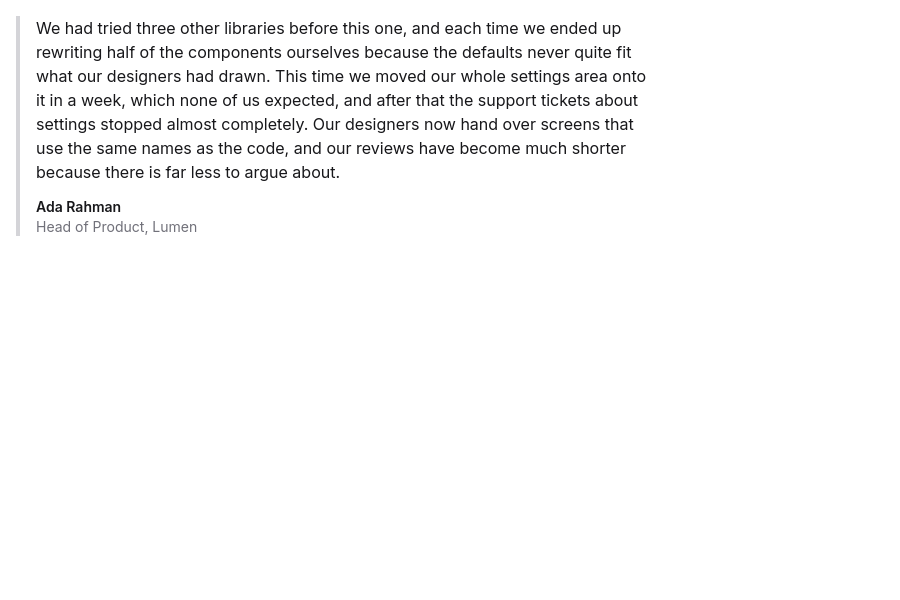 We had tried three other libraries before this one, and each time we ended up
rewriting half of the components ourselves because the defaults never quite fit
what our designers had drawn. This time we moved our whole settings area onto
it in a week, which none of us expected, and after that the support tickets about
settings stopped almost completely. Our designers now hand over screens that
use the same names as the code, and our reviews have become much shorter
because there is far less to argue about.
Ada Rahman
Head of Product, Lumen